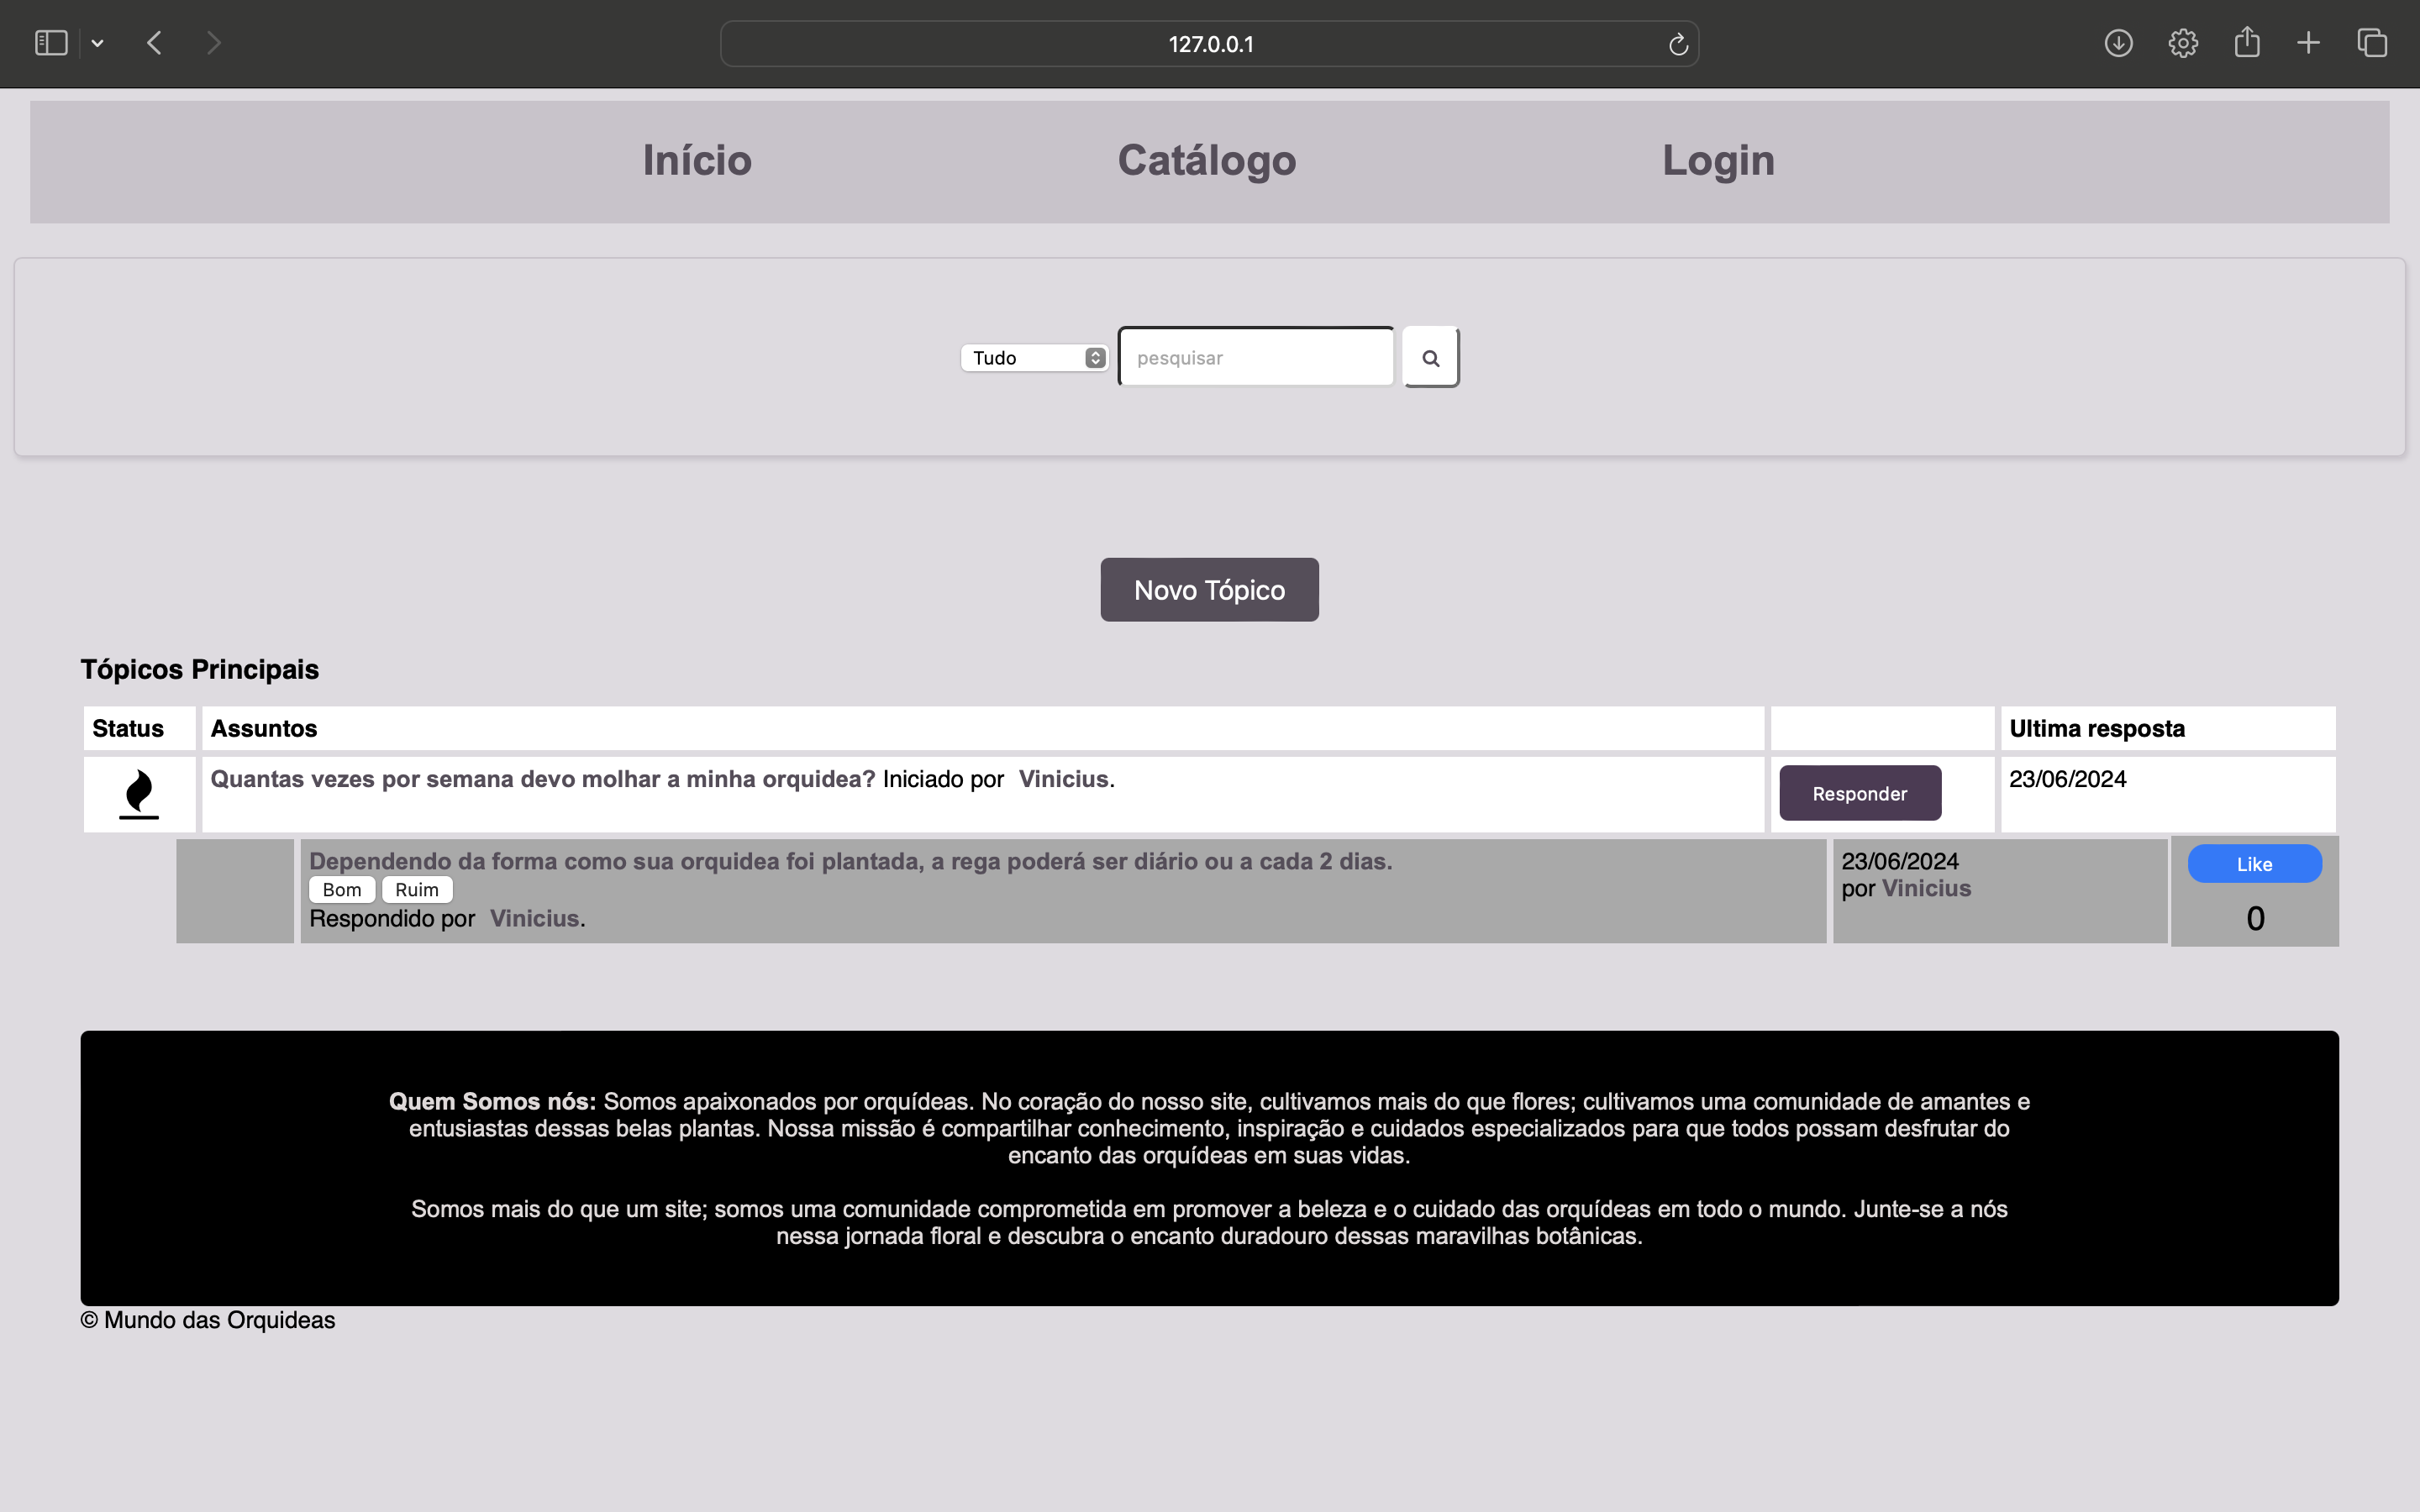 127.0.0.1
Início Catálogo Login
Tudo pesquisar
Novo Tópico
Tópicos Principais
Status Assuntos Ultima resposta
Quantas vezes por semana devo molhar a minha orquidea? Iniciado por Vinicius. Responder 23/06/2024
Dependendo da forma como sua orquidea foi plantada, a rega poderá ser diário ou a cada 2 dias. 23/06/2024 Like
Bom Ruim por Vinicius
Respondido por Vinicius. 0
Quem Somos nós: Somos apaixonados por orquídeas. No coração do nosso site, cultivamos mais do que flores; cultivamos uma comunidade de amantes e
entusiastas dessas belas plantas. Nossa missão é compartilhar conhecimento, inspiração e cuidados especializados para que todos possam desfrutar do
encanto das orquídeas em suas vidas.
Somos mais do que um site; somos uma comunidade comprometida em promover a beleza e o cuidado das orquídeas em todo o mundo. Junte-se a nós
nessa jornada floral e descubra o encanto duradouro dessas maravilhas botânicas.
© Mundo das Orquideas